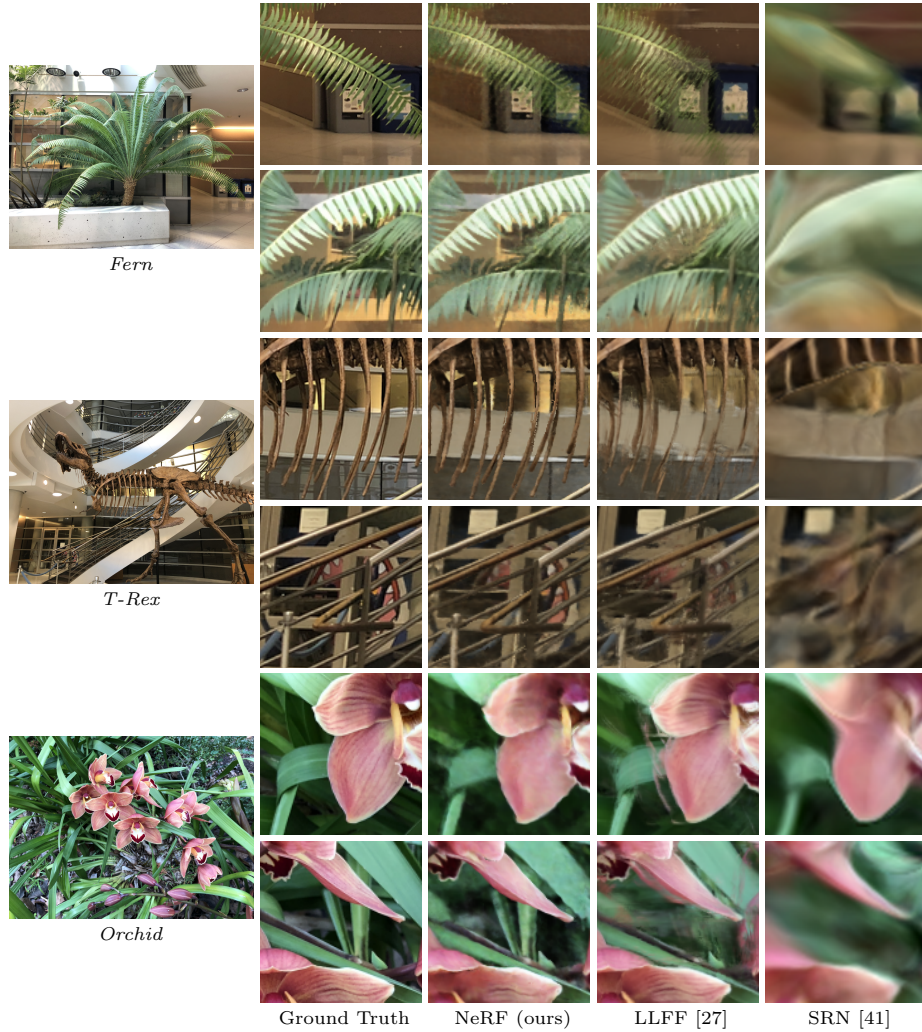 Fern
T-Rex
Orchid
Ground Truth
NeRF (ours)
LLFF [27]
SRN [41]